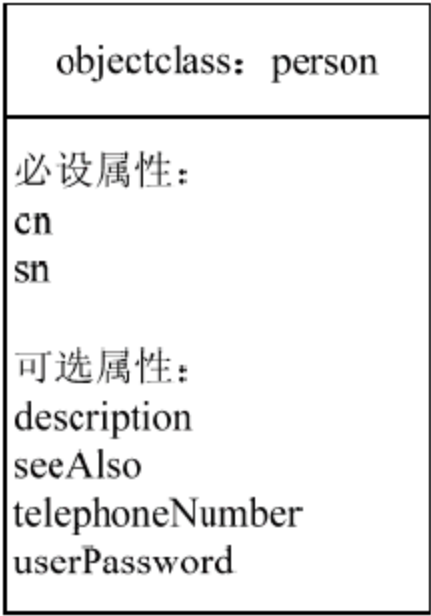 objectclass：person
必设属性：
cn
sn
可选属性：
description
seeAlso
telephoneNumber
userPassword